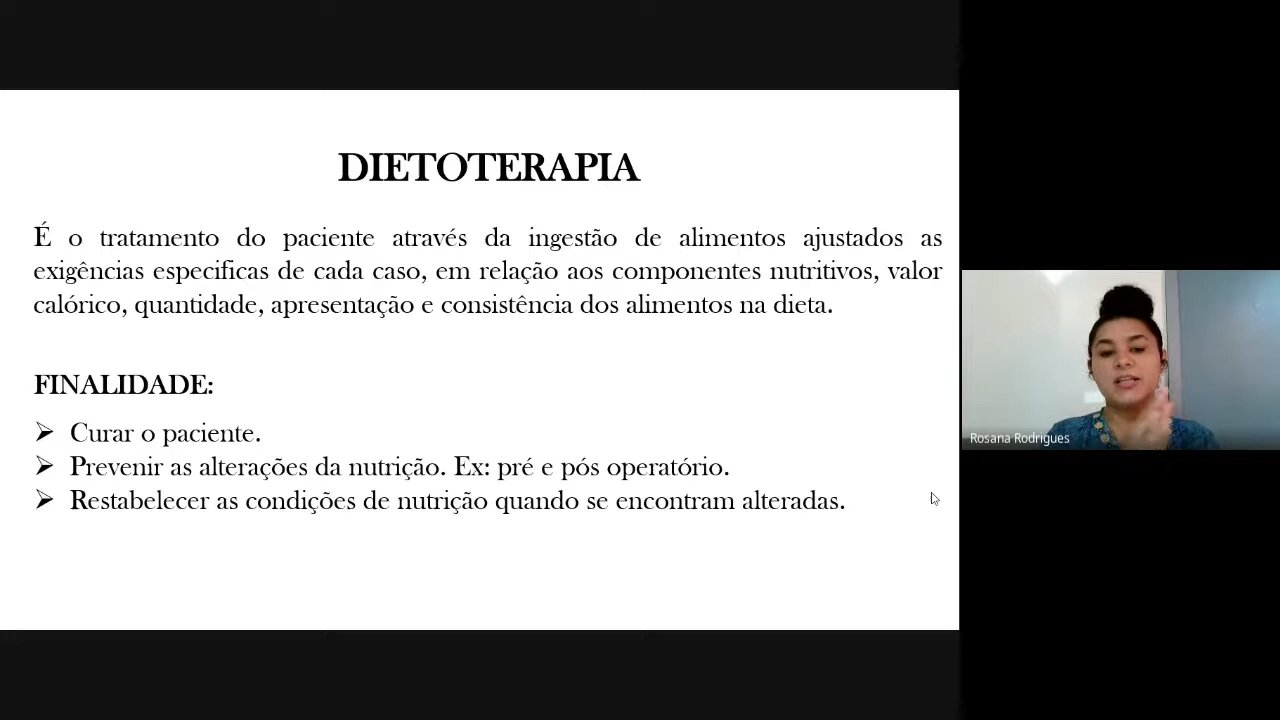 DIETOTERAPIA
É o tratamento do paciente através da ingestão de alimentos ajustados as
exigências especificas de cada caso, em relação aos componentes nutritivos, valor
calórico, quantidade, apresentação e consistência dos alimentos na dieta.
FINALIDADE:
➢ Curar o paciente.
➢ Prevenir as alterações da nutrição. Ex: pré e pós operatório.
➢ Restabelecer as condições de nutrição quando se encontram alteradas.
Rosana Rodrigues